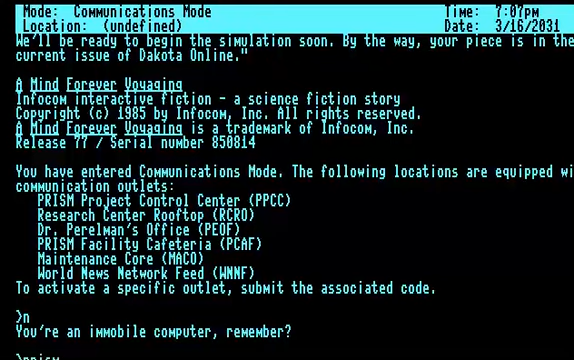 Mode: Communications Mode Time: 7:07pm
Location: (undefined) Date: 3/16/2031
We'll be ready to begin the simulation soon. By the way, your piece is in the
current issue of Dakota Online."
A Mind Forever Voyaging
Infocom interactive fiction - a science fiction story
Copyright (c) 1985 by Infocom, Inc. All rights reserved.
A Mind Forever Voyaging is a trademark of Infocom, Inc.
Release 77 / Serial number 850814
You have entered Communications Mode. The following locations are equipped wi
communication outlets:
PRISM Project Control Center (PPCC)
Research Center Rooftop (RCRO)
Dr. Perelman's Office (PEOF)
PRISM Facility Cafeteria (PCAF)
Maintenance Core (MACO)
World News Network Feed (WNNF)
To activate a specific outlet, submit the associated code.
>n
You're an immobile computer, remember?
>prism